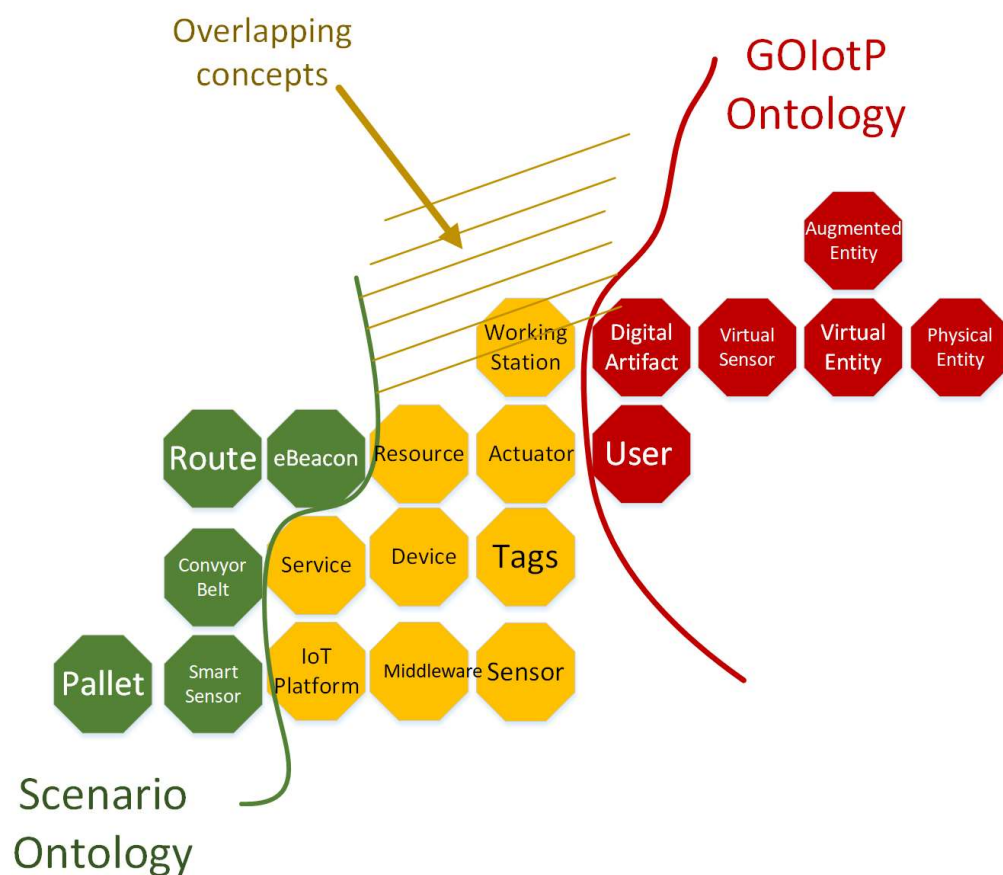 Overlapping
concepts
GOIotP
Ontology
Augmented
Entity
Working
Station
Digital
Artifact
Virtual
Sensor
Virtual
Entity
Physical
Entity
Route
eBeacon
Resource
Actuator
User
Convyor
Belt
Service
Device
Tags
Pallet
Smart
Sensor
IoT
Platform
Middleware
Sensor
Scenario
Ontology